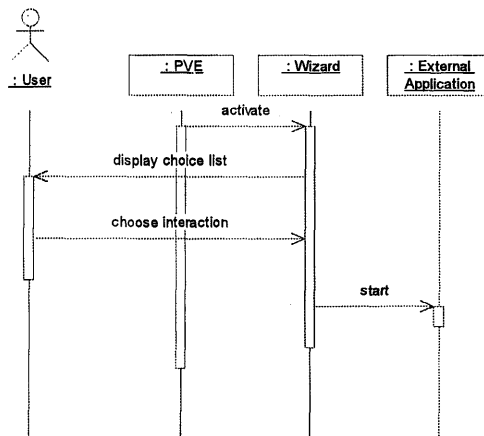 : User
: PVE
: Wizard
: External
Application
activate
display choice list
choose interaction
start